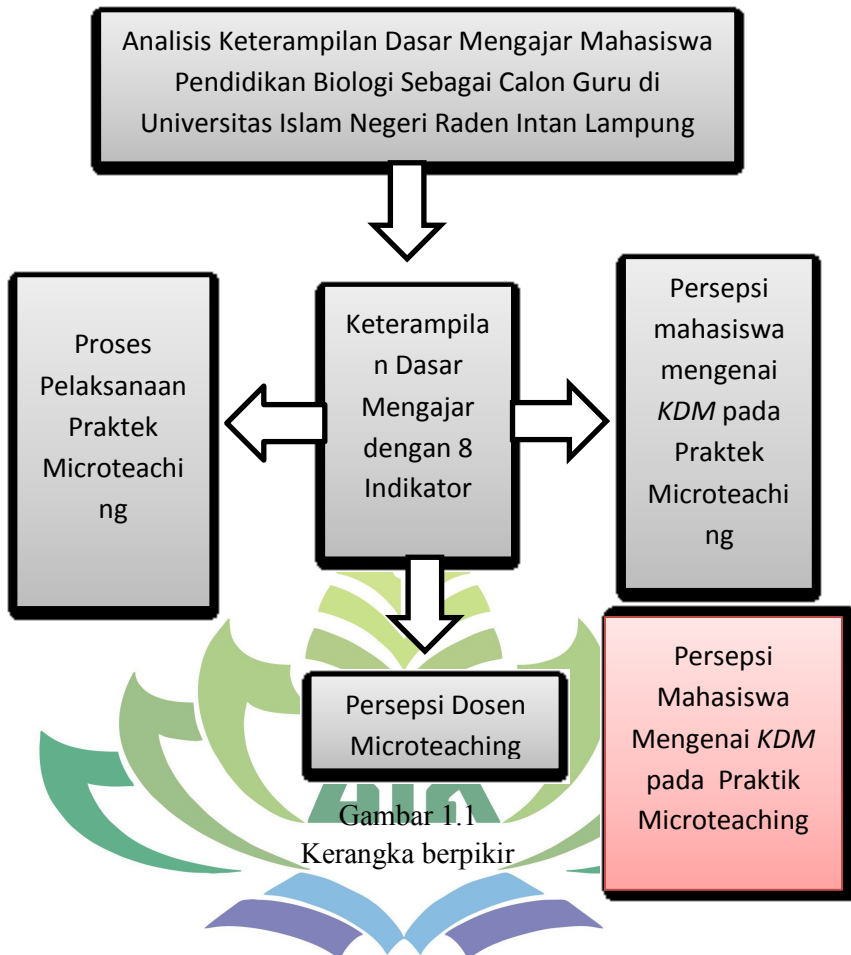 Analisis Keterampilan Dasar Mengajar Mahasiswa
Pendidikan Biologi Sebagai Calon Guru di
Universitas Islam Negeri Raden Intan Lampung
Proses
Pelaksanaan
Praktek
Microteachi
ng
Keterampila
n Dasar
Mengajar
dengan 8
Indikator
Persepsi
mahasiswa
mengenai
KDM pada
Praktek
Microteachi
ng
Persepsi Dosen
Microteaching
Persepsi
Mahasiswa
Mengenai KDM
pada Praktik
Microteaching
Gambar 1.1
Kerangka berpikir